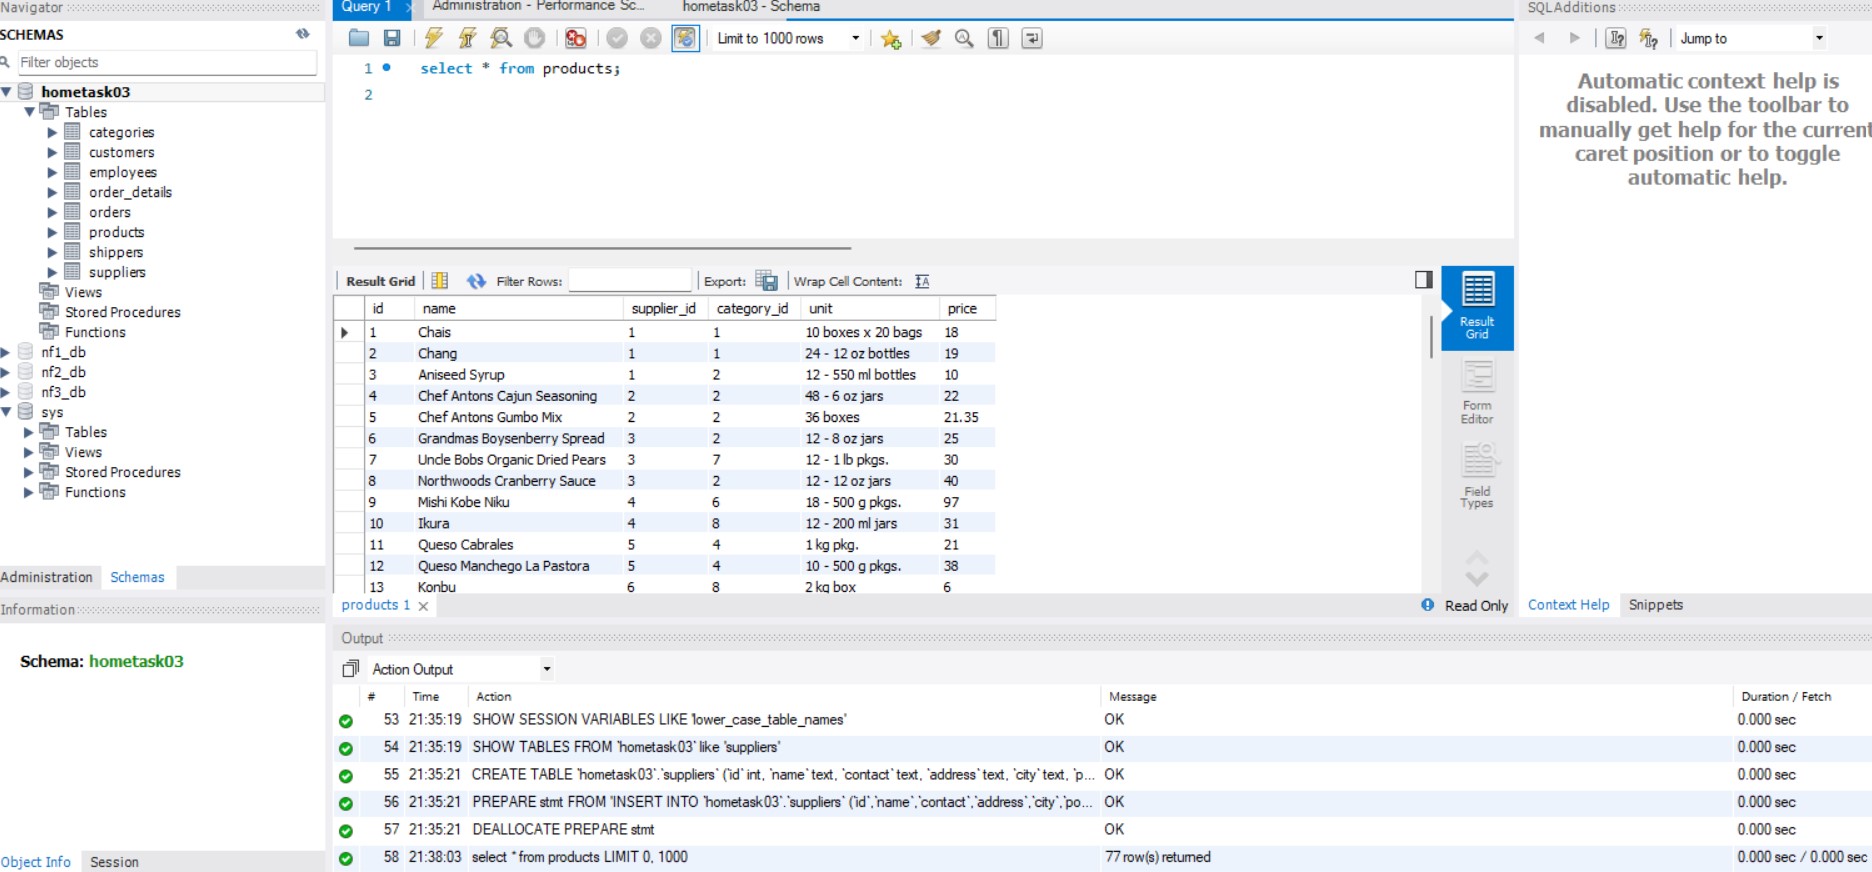 Navigator
SCHEMAS
Filter objects
hometask03
Tables
categories
customers
employees
order_details
orders
products
shippers
suppliers
Views
Stored Procedures
Functions
nf1_db
nf2_db
nf3_db
sys
Tables
Views
Stored Procedures
Functions
Administration Schemas
Information
Schema: hometask03
Object Info Session
Query 1 Administration - Performance Sc... hometask03 - Schema
Limit to 1000 rows
1 select * from products;
2
Result Grid Filter Rows: Export: Wrap Cell Content:
id name supplier_id category_id unit price
1 Chais 1 1 10 boxes x 20 bags 18
2 Chang 1 1 24 - 12 oz bottles 19
3 Aniseed Syrup 1 2 12 - 550 ml bottles 10
4 Chef Antons Cajun Seasoning 2 2 48 - 6 oz jars 22
5 Chef Antons Gumbo Mix 2 2 36 boxes 21.35
6 Grandmas Boysenberry Spread 3 2 12 - 8 oz jars 25
7 Uncle Bobs Organic Dried Pears 3 7 12 - 1 lb pkgs. 30
8 Northwoods Cranberry Sauce 3 2 12 - 12 oz jars 40
9 Mishi Kobe Niku 4 6 18 - 500 g pkgs. 97
10 Ikura 4 8 12 - 200 ml jars 31
11 Queso Cabrales 5 4 1 kg pkg. 21
12 Queso Manchego La Pastora 5 4 10 - 500 g pkgs. 38
13 Konbu 6 8 2 kg box 6
Result
Grid
Form
Editor
Field
Types
products 1 Read Only
SQLAdditions
Jump to
Automatic context help is
disabled. Use the toolbar to
manually get help for the current
caret position or to toggle
automatic help.
Context Help Snippets
Output
Action Output
# Time Action Message Duration / Fetch
53 21:35:19 SHOW SESSION VARIABLES LIKE 'lower_case_table_names' OK 0.000 sec
54 21:35:19 SHOW TABLES FROM `hometask03` like 'suppliers' OK 0.000 sec
55 21:35:21 CREATE TABLE `hometask03`.`suppliers` (`id` int, `name` text, `contact` text, `address` text, `city` text, `p... OK 0.000 sec
56 21:35:21 PREPARE stmt FROM 'INSERT INTO `hometask03`.`suppliers` (`id`,`name`,`contact`,`address`,`city`,`po... OK 0.000 sec
57 21:35:21 DEALLOCATE PREPARE stmt OK 0.000 sec
58 21:38:03 select * from products LIMIT 0, 1000 77 row(s) returned 0.000 sec / 0.000 sec